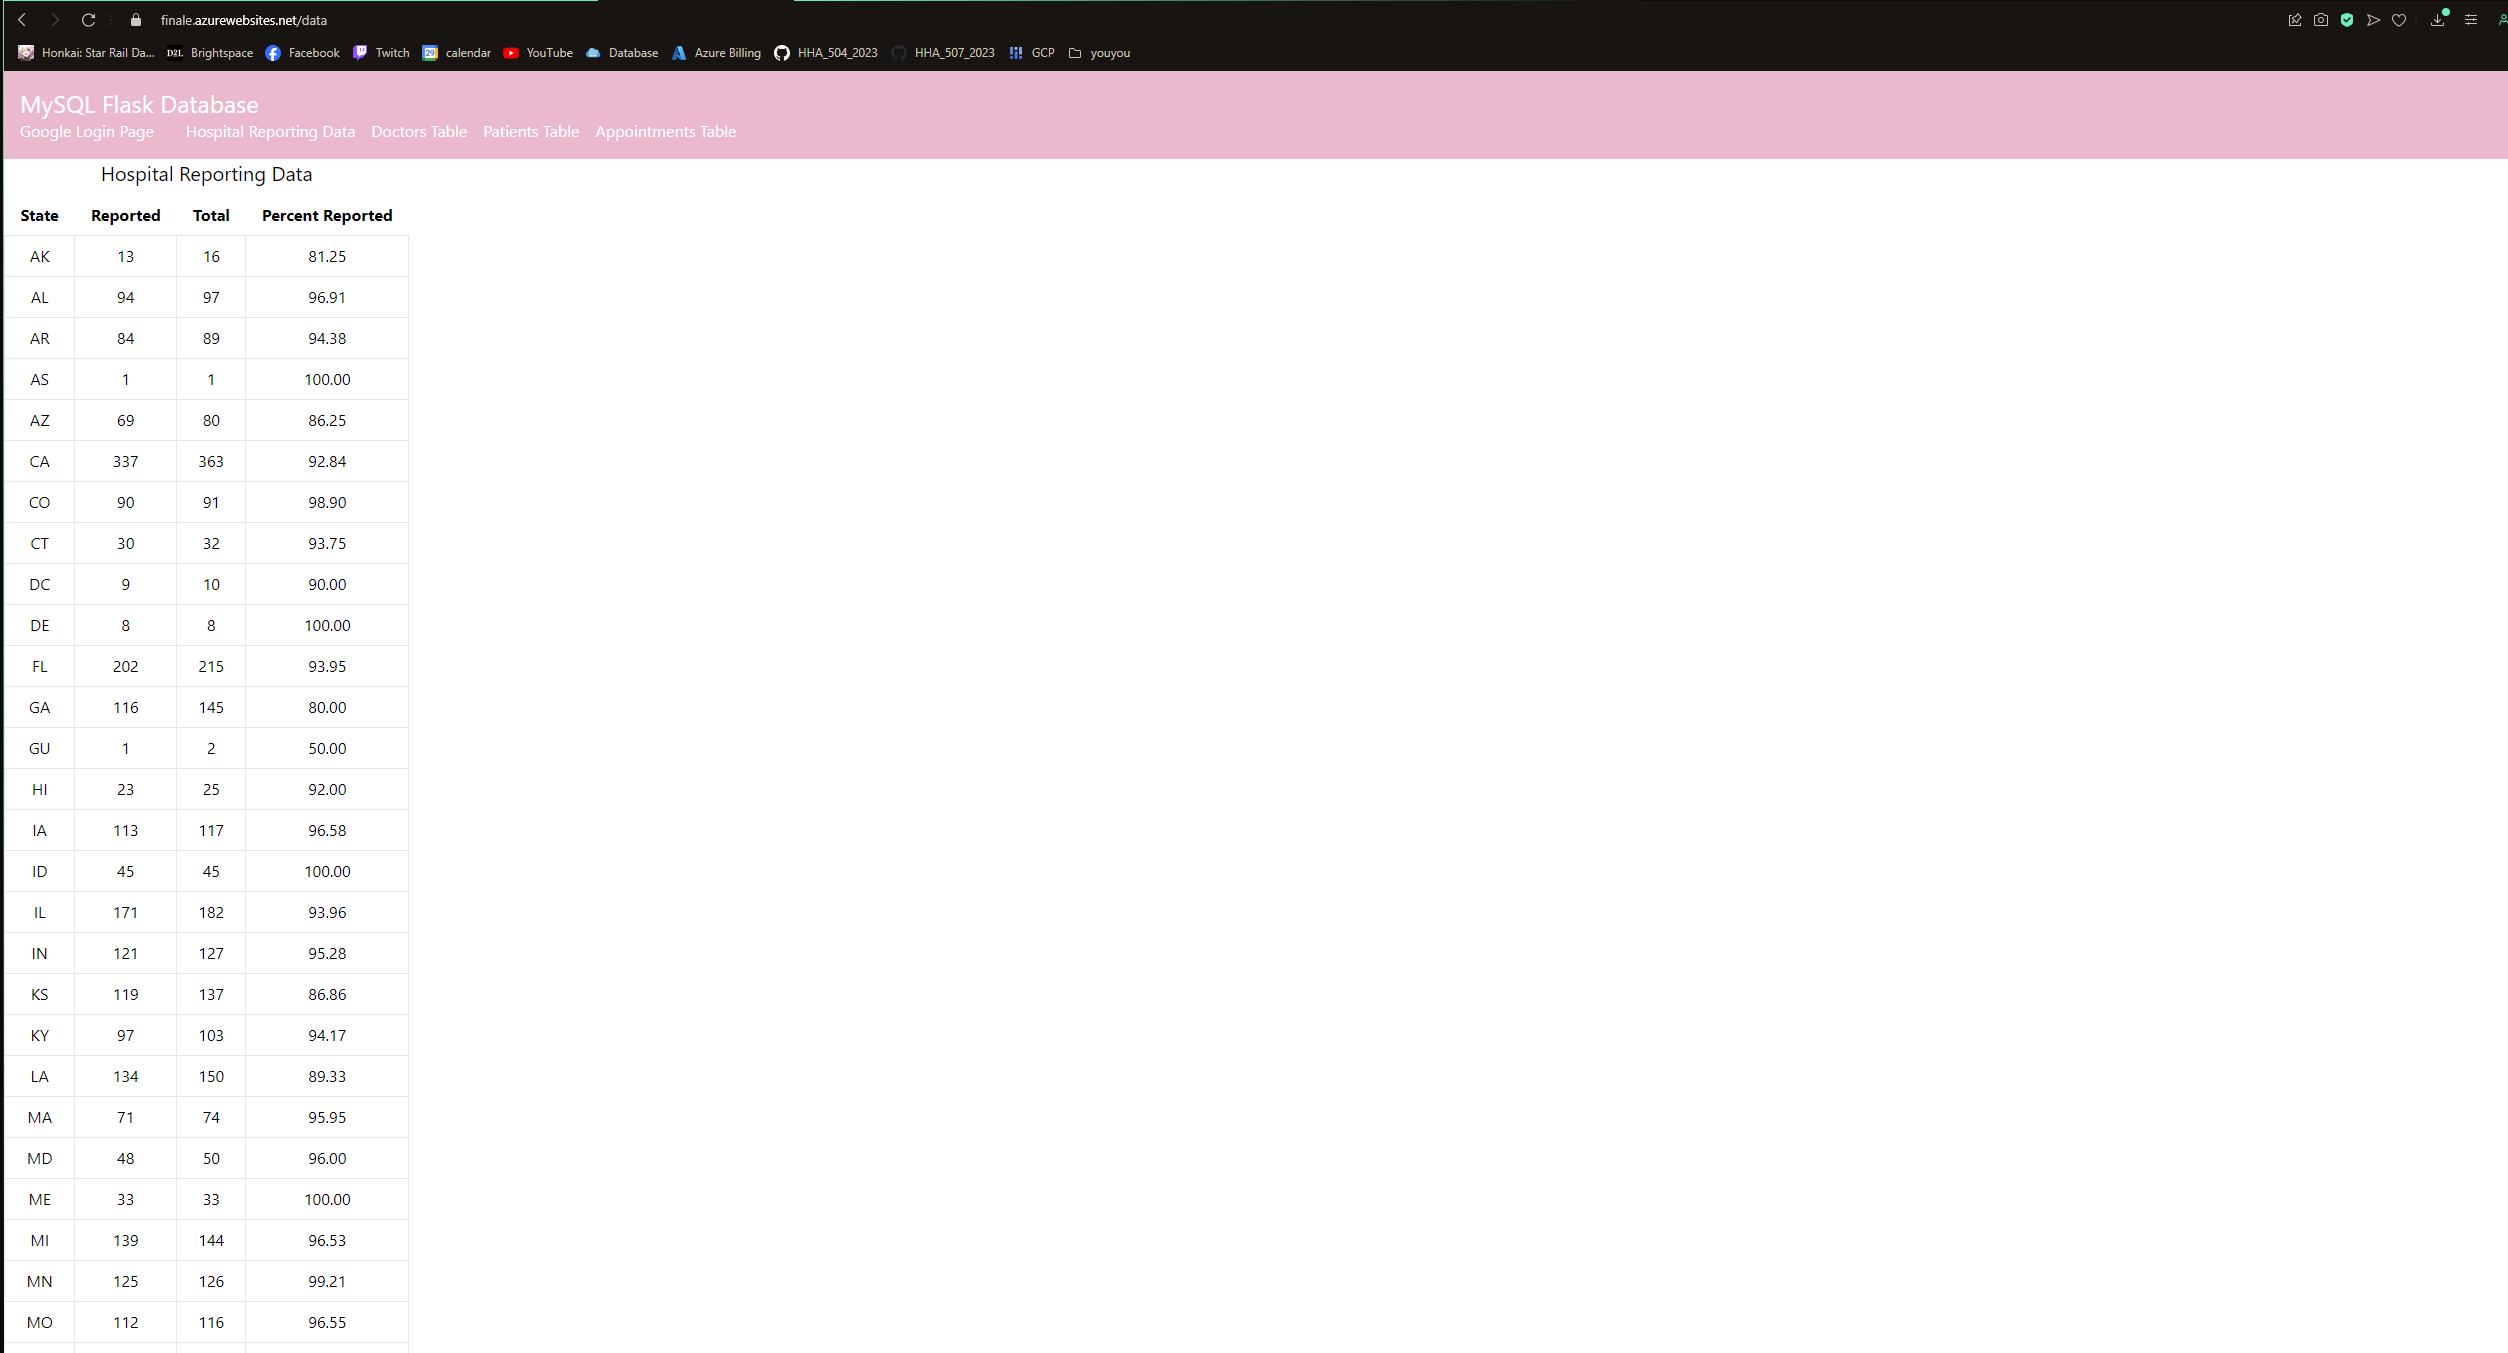 finale.azurewebsites.net/data
Honkai: Star Rail Da... D2L Brightspace Facebook Twitch 29 calendar YouTube Database Azure Billing HHA_504_2023 HHA_507_2023 GCP youyou
MySQL Flask Database
Google Login Page Hospital Reporting Data Doctors Table Patients Table Appointments Table
Hospital Reporting Data
State Reported Total Percent Reported
AK 13 16 81.25
AL 94 97 96.91
AR 84 89 94.38
AS 1 1 100.00
AZ 69 80 86.25
CA 337 363 92.84
CO 90 91 98.90
CT 30 32 93.75
DC 9 10 90.00
DE 8 8 100.00
FL 202 215 93.95
GA 116 145 80.00
GU 1 2 50.00
HI 23 25 92.00
IA 113 117 96.58
ID 45 45 100.00
IL 171 182 93.96
IN 121 127 95.28
KS 119 137 86.86
KY 97 103 94.17
LA 134 150 89.33
MA 71 74 95.95
MD 48 50 96.00
ME 33 33 100.00
MI 139 144 96.53
MN 125 126 99.21
MO 112 116 96.55